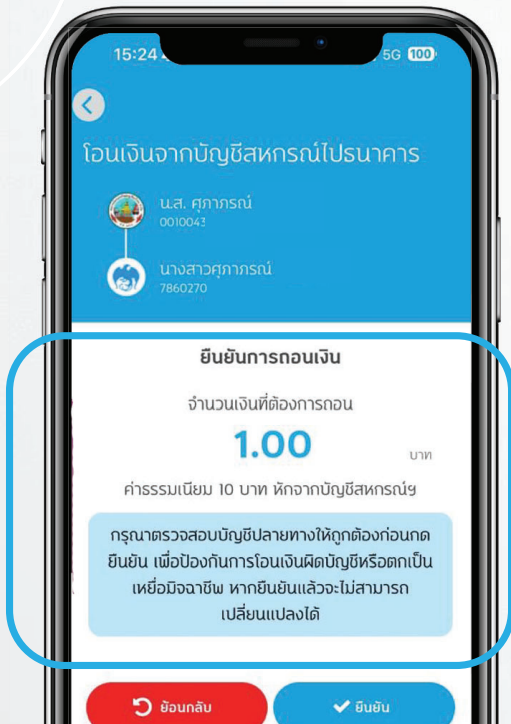 15:24
5G 100
โอนเงินจากบัญชีสหกรณ์ไปธนาคาร
น.ส. ศุภาภรณ์
0010043
นางสาวศุภาภรณ์
7860270
ยืนยันการถอนเงิน
จำนวนเงินที่ต้องการถอน
1.00
บาท
ค่าธรรมเนียม 10 บาท หักจากบัญชีสหกรณ์ฯ
กรุณาตรวจสอบบัญชีปลายทางให้ถูกต้องก่อนกด
ยืนยัน เพื่อป้องกันการโอนเงินผิดบัญชีหรือตกเป็น
เหยื่อมิจฉาชีพ หากยืนยันแล้วจะไม่สามารถ
เปลี่ยนแปลงได้
ย้อนกลับ
ยืนยัน